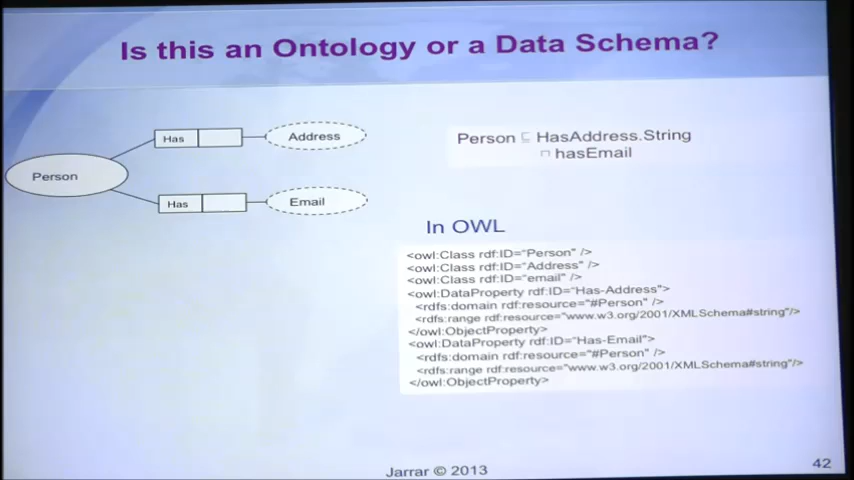 Is this an Ontology or a Data Schema?
Has
Address
Person
Has
Email
Person ⊑ HasAddress.String
⊓ hasEmail
In OWL
<owl:Class rdf:ID="Person" />
<owl:Class rdf:ID="Address" />
<owl:Class rdf:ID="email" />
<owl:DataProperty rdf:ID="Has-Address">
<rdfs:domain rdf:resource="#Person" />
<rdfs:range rdf:resource="www.w3.org/2001/XMLSchema#string"/>
</owl:ObjectProperty>
<owl:DataProperty rdf:ID="Has-Email">
<rdfs:domain rdf:resource="#Person" />
<rdfs:range rdf:resource="www.w3.org/2001/XMLSchema#string"/>
</owl:ObjectProperty>
Jarrar © 2013
42